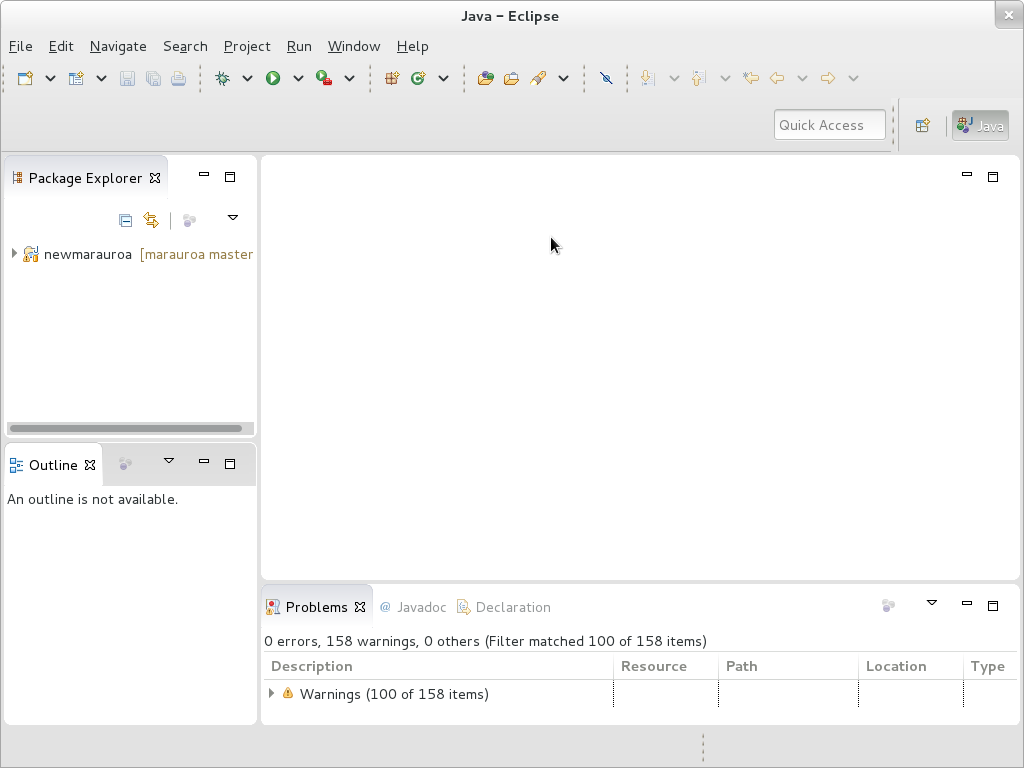 Java - Eclipse
File Edit Navigate Search Project Run Window Help
Quick Access
Java
Package Explorer
newmarauroa [marauroa master
Outline
An outline is not available.
Problems @ Javadoc Declaration
0 errors, 158 warnings, 0 others (Filter matched 100 of 158 items)
Description Resource Path Location Type
Warnings (100 of 158 items)